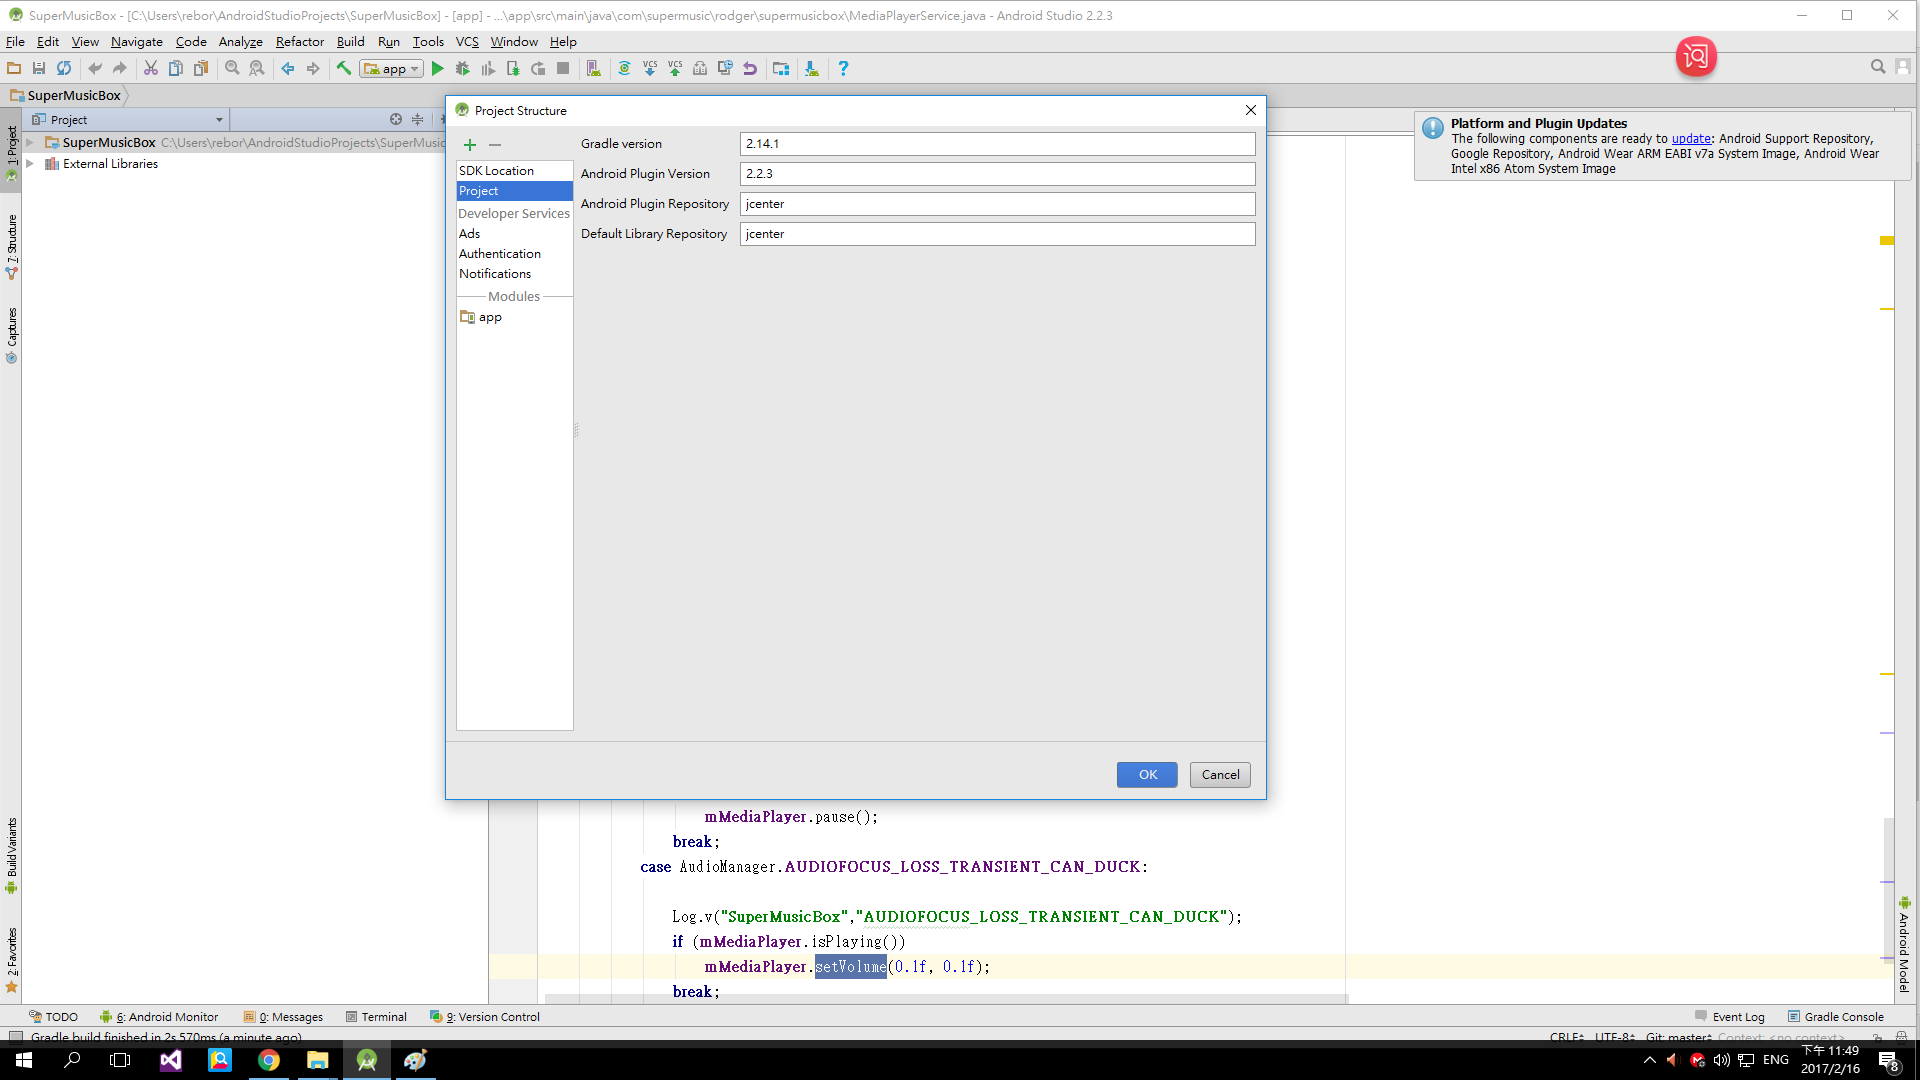 SuperMusicBox - [C:\Users\rebor\AndroidStudioProjects\SuperMusicBox] - [app] - ...\app\src\main\java\com\supermusic\rodger\supermusicbox\MediaPlayerService.java - Android Studio 2.2.3
File Edit View Navigate Code Analyze Refactor Build Run Tools VCS Window Help
app
VCS VCS
SuperMusicBox
Project
SuperMusicBox C:\Users\rebor\AndroidStudioProjects\SuperMusic
External Libraries
1: Project
7: Structure
Captures
Build Variants
2: Favorites
Project Structure
SDK Location
Project
Developer Services
Ads
Authentication
Notifications
Modules
app
Gradle version 2.14.1
Android Plugin Version 2.2.3
Android Plugin Repository jcenter
Default Library Repository jcenter
OK Cancel
Platform and Plugin Updates
The following components are ready to update: Android Support Repository,
Google Repository, Android Wear ARM EABI v7a System Image, Android Wear
Intel x86 Atom System Image
mMediaPlayer.pause();
break;
case AudioManager.AUDIOFOCUS_LOSS_TRANSIENT_CAN_DUCK:
Log.v("SuperMusicBox","AUDIOFOCUS_LOSS_TRANSIENT_CAN_DUCK");
if (mMediaPlayer.isPlaying())
mMediaPlayer.setVolume(0.1f, 0.1f);
break;
Android Model
TODO 6: Android Monitor 0: Messages Terminal 9: Version Control Event Log Gradle Console
Gradle build finished in 2s 570ms (a minute ago) CRLF UTF-8 Git: master Context: <no context>
ENG
下午 11:49
2017/2/16
8